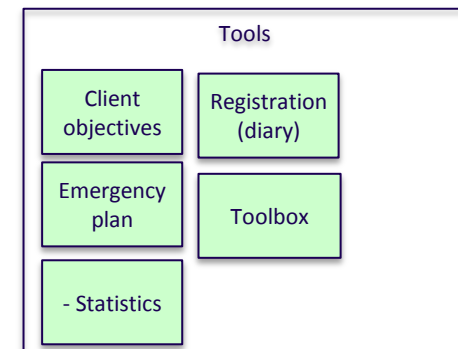 Tools
Client
objectives
Registration
(diary)
Emergency
plan
Toolbox
- Statistics